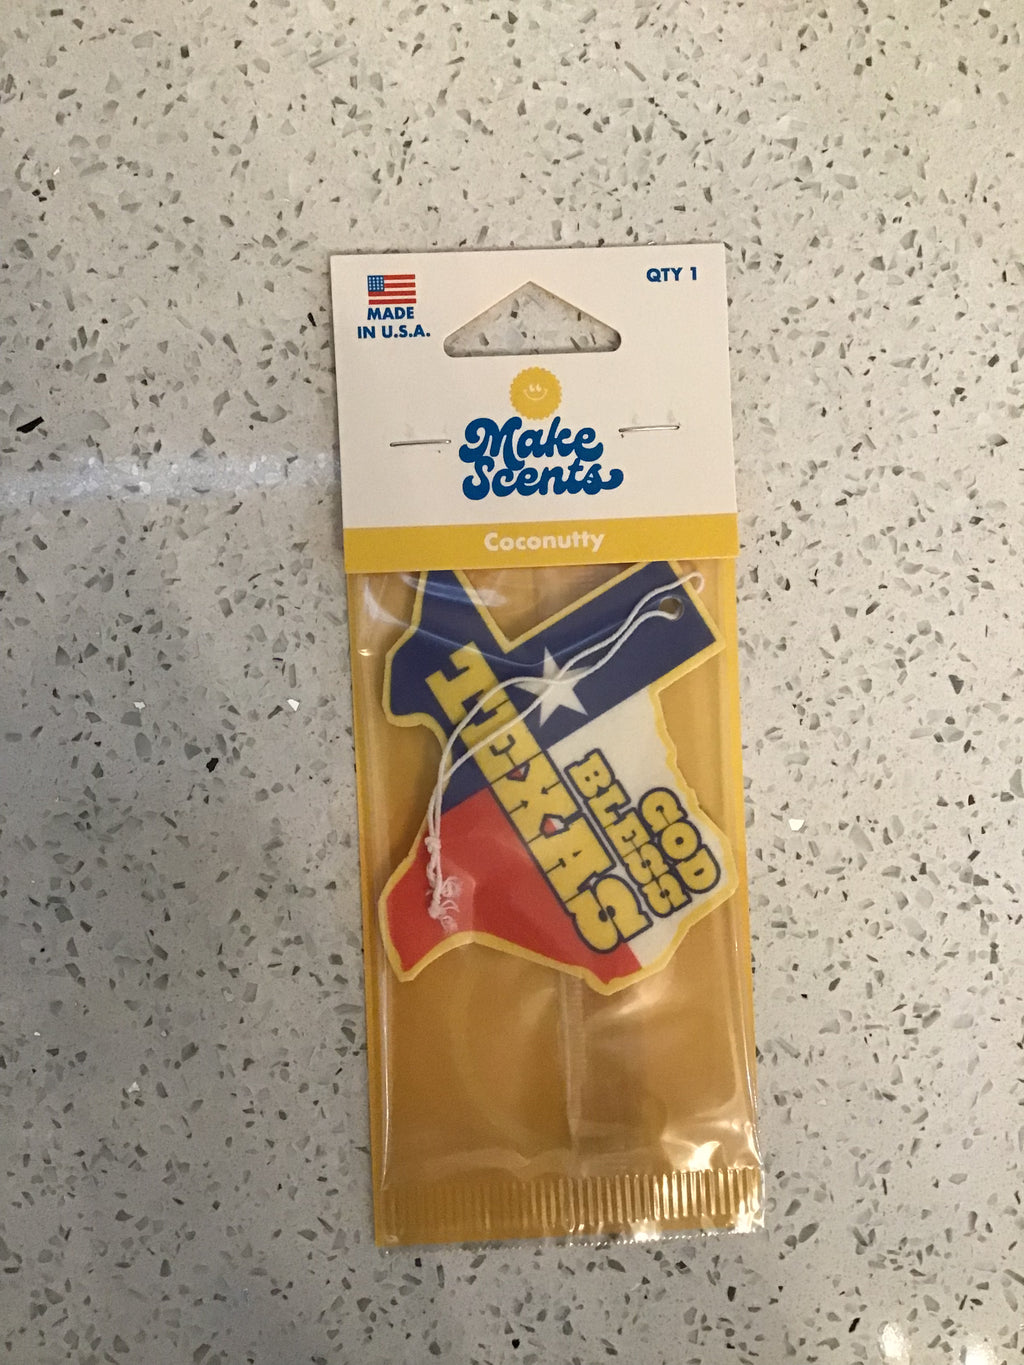 MADE
IN U.S.A.
QTY 1
Make
Scents
Coconutty
GOD
BLESS
TEXAS